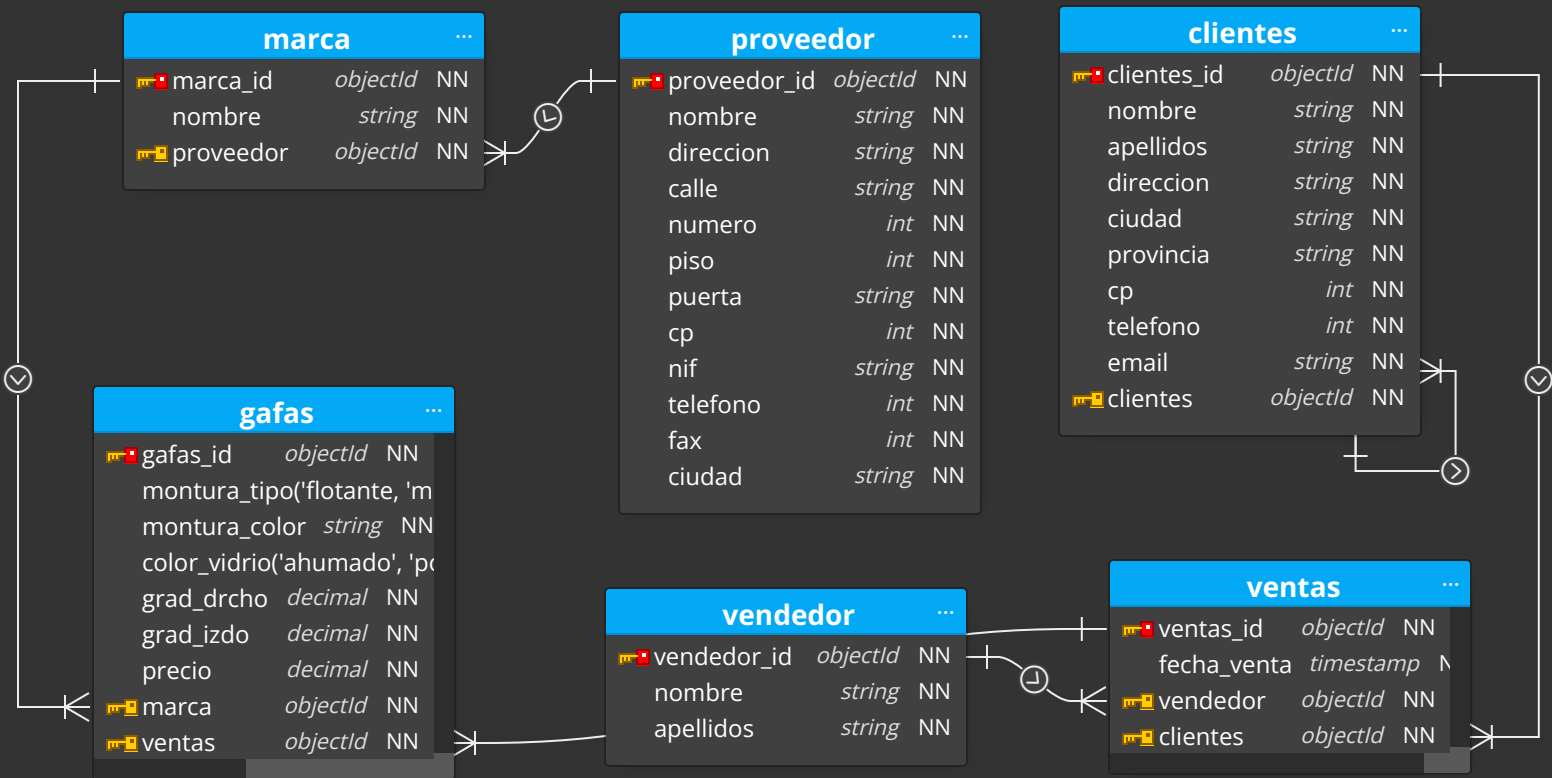 marca ...
marca_id objectId NN
nombre string NN
proveedor objectId NN
proveedor ...
proveedor_id objectId NN
nombre string NN
direccion string NN
calle string NN
numero int NN
piso int NN
puerta string NN
cp int NN
nif string NN
telefono int NN
fax int NN
ciudad string NN
clientes ...
clientes_id objectId NN
nombre string NN
apellidos string NN
direccion string NN
ciudad string NN
provincia string NN
cp int NN
telefono int NN
email string NN
clientes objectId NN
gafas ...
gafas_id objectId NN
montura_tipo('flotante, 'm
montura_color string NN
color_vidrio('ahumado', 'po
grad_drcho decimal NN
grad_izdo decimal NN
precio decimal NN
marca objectId NN
ventas objectId NN
vendedor ...
vendedor_id objectId NN
nombre string NN
apellidos string NN
ventas ...
ventas_id objectId NN
fecha_venta timestamp N
vendedor objectId NN
clientes objectId NN